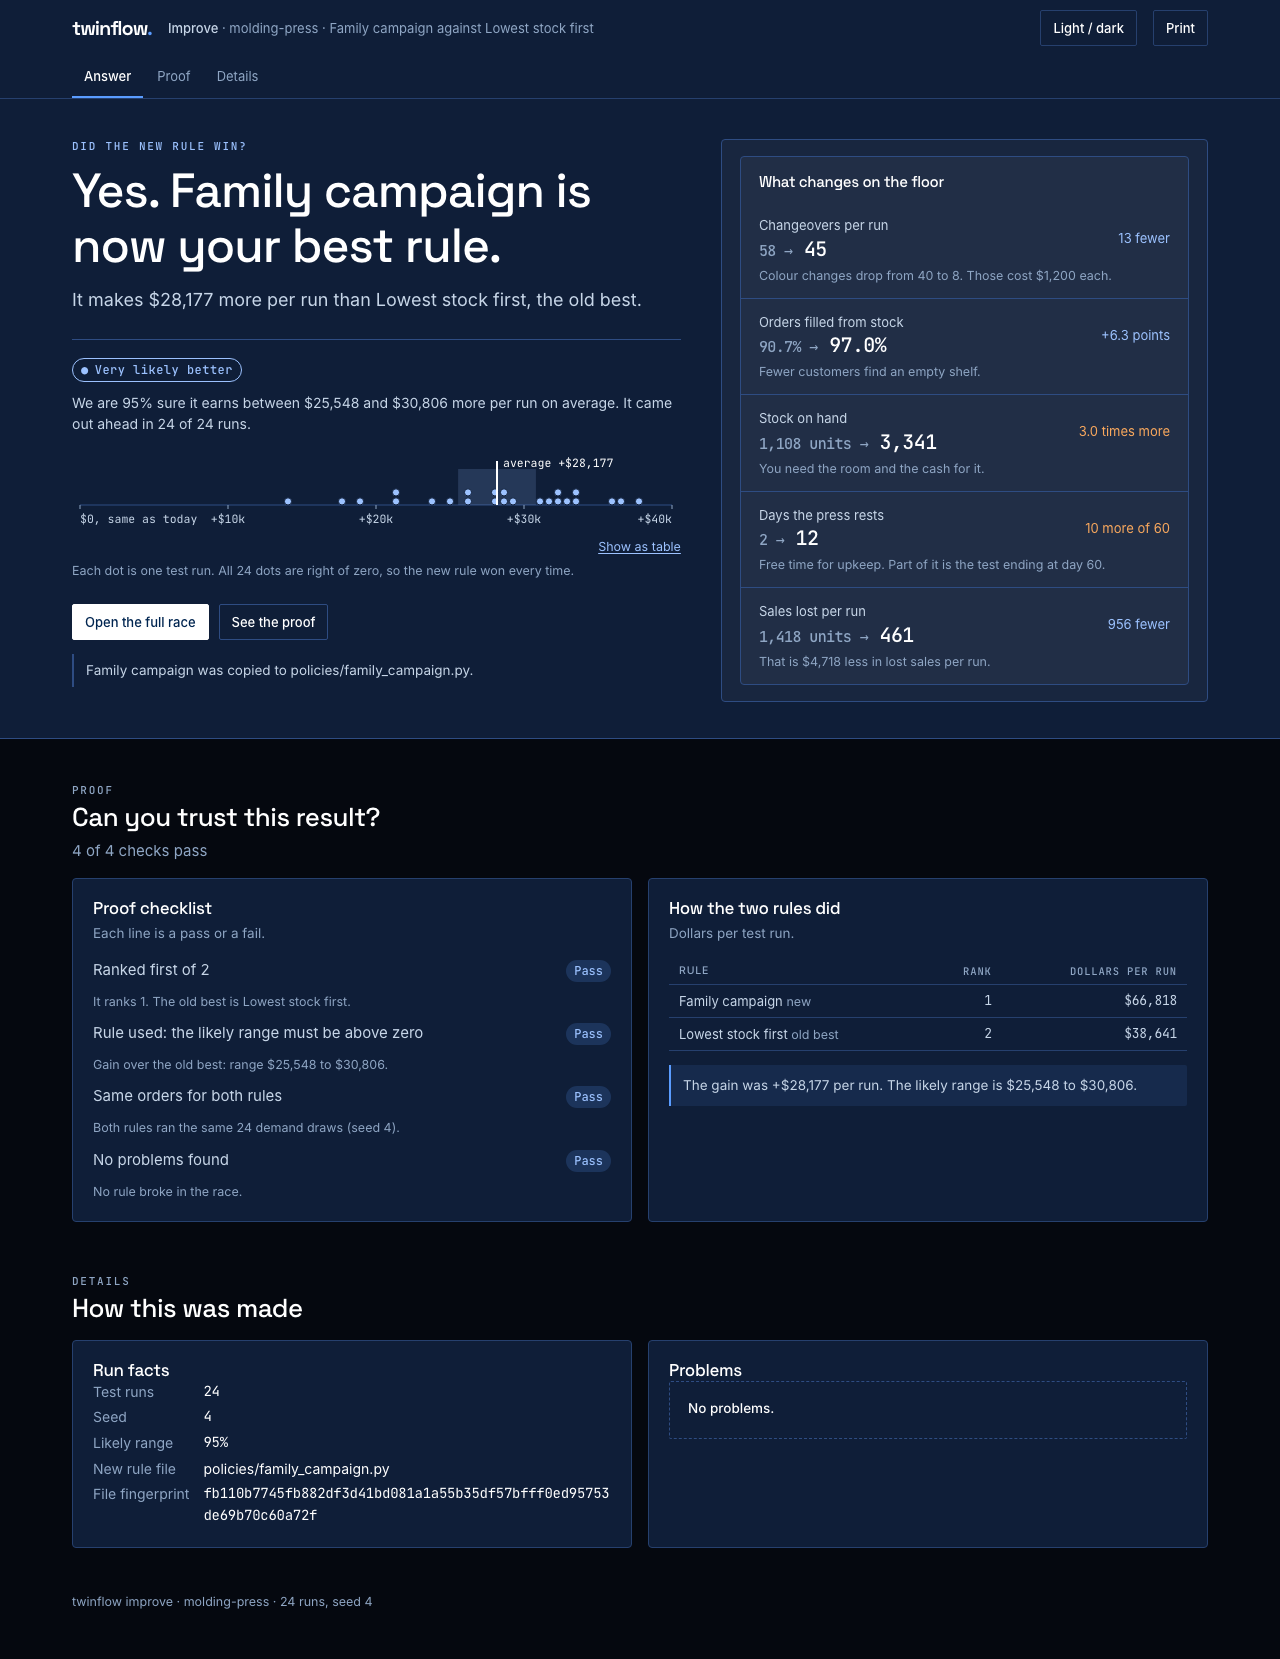 twinflow.
Improve · molding-press · Family campaign against Lowest stock first
Light / dark
Print
Answer
Proof
Details
DID THE NEW RULE WIN?
Yes. Family campaign is
now your best rule.
It makes $28,177 more per run than Lowest stock first, the old best.
Very likely better
We are 95% sure it earns between $25,548 and $30,806 more per run on average. It came
out ahead in 24 of 24 runs.
average +$28,177
$0, same as today +$10k +$20k +$30k +$40k
Show as table
Each dot is one test run. All 24 dots are right of zero, so the new rule won every time.
Open the full race
See the proof
Family campaign was copied to policies/family_campaign.py.
What changes on the floor
Changeovers per run
58 → 45
13 fewer
Colour changes drop from 40 to 8. Those cost $1,200 each.
Orders filled from stock
90.7% → 97.0%
+6.3 points
Fewer customers find an empty shelf.
Stock on hand
1,108 units → 3,341
3.0 times more
You need the room and the cash for it.
Days the press rests
2 → 12
10 more of 60
Free time for upkeep. Part of it is the test ending at day 60.
Sales lost per run
1,418 units → 461
956 fewer
That is $4,718 less in lost sales per run.
PROOF
Can you trust this result?
4 of 4 checks pass
Proof checklist
Each line is a pass or a fail.
Ranked first of 2
Pass
It ranks 1. The old best is Lowest stock first.
Rule used: the likely range must be above zero
Pass
Gain over the old best: range $25,548 to $30,806.
Same orders for both rules
Pass
Both rules ran the same 24 demand draws (seed 4).
No problems found
Pass
No rule broke in the race.
How the two rules did
Dollars per test run.
RULE RANK DOLLARS PER RUN
Family campaign new 1 $66,818
Lowest stock first old best 2 $38,641
The gain was +$28,177 per run. The likely range is $25,548 to $30,806.
DETAILS
How this was made
Run facts
Test runs 24
Seed 4
Likely range 95%
New rule file policies/family_campaign.py
File fingerprint fb110b7745fb882df3d41bd081a1a55b35df57bfff0ed95753
de69b70c60a72f
Problems
No problems.
twinflow improve · molding-press · 24 runs, seed 4